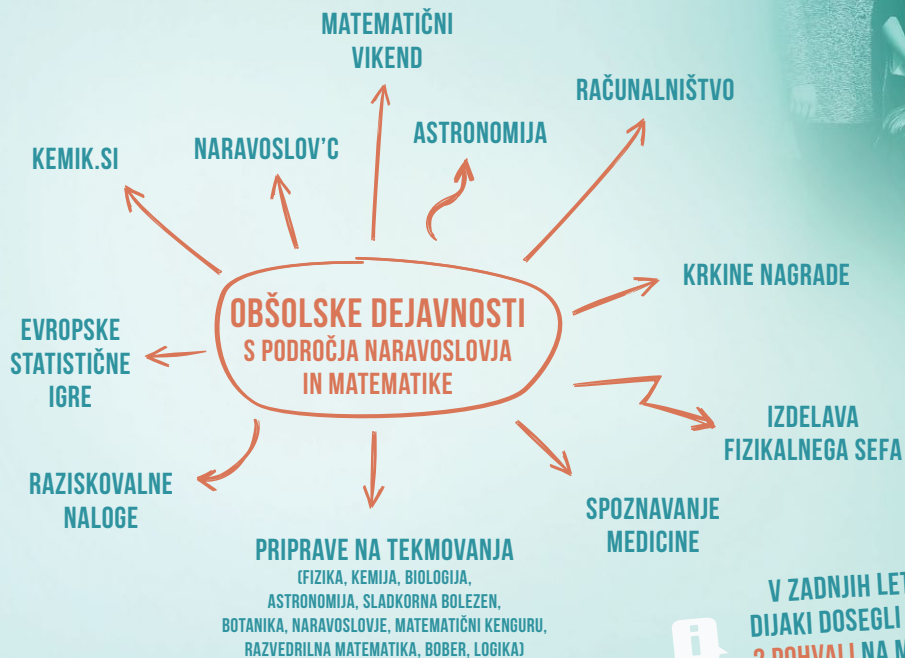 MATEMATIČNI
VIKEND
RAČUNALNIŠTVO
ASTRONOMIJA
NARAVOSLOV'C
KEMIK.SI
KRKINE NAGRADE
OBŠOLSKE DEJAVNOSTI
S PODROČJA NARAVOSLOVJA
IN MATEMATIKE
EVROPSKE
STATISTIČNE
IGRE
IZDELAVA
FIZIKALNEGA SEFA
RAZISKOVALNE
NALOGE
SPOZNAVANJE
MEDICINE
PRIPRAVE NA TEKMOVANJA
(FIZIKA, KEMIJA, BIOLOGIJA,
ASTRONOMIJA, SLADKORNA BOLEZEN,
BOTANIKA, NARAVOSLOVJE, MATEMATIČNI KENGURU,
RAZVEDRILNA MATEMATIKA, BOBER, LOGIKA)
i
V ZADNJIH
DIJAKI DOSEGLI
POHVALI NA